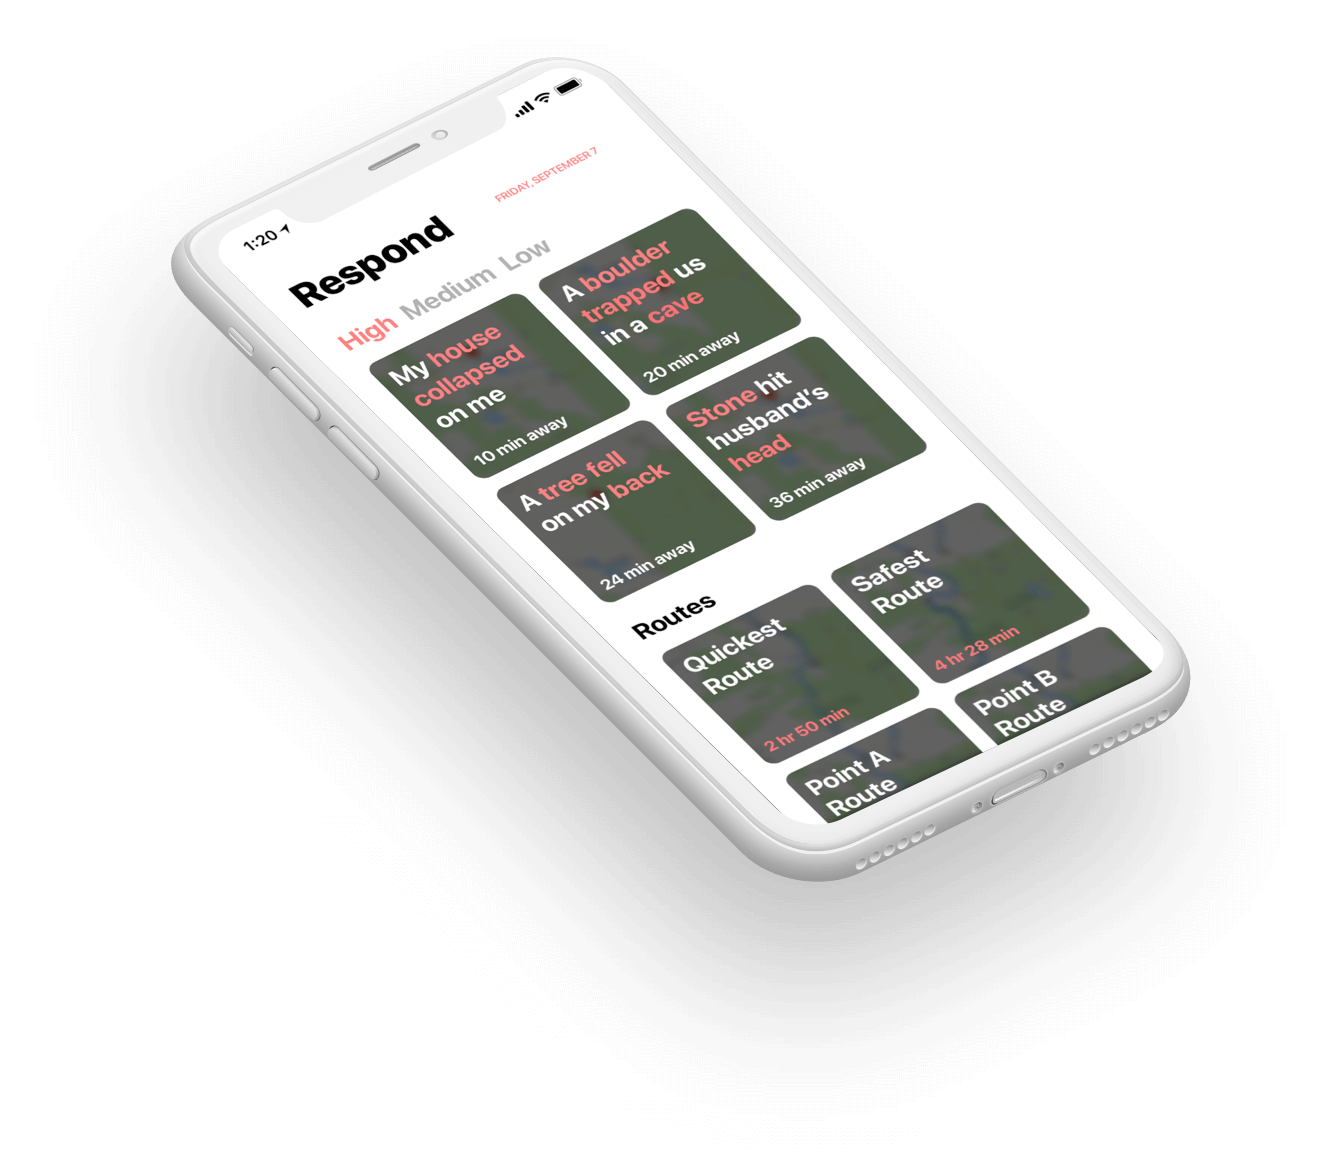 1:20
FRIDAY, SEPTEMBER 7
Respond
High Medium Low
My house
collapsed
on me
10 min away
A boulder
trapped us
in a cave
20 min away
A tree fell
on my back
24 min away
Stone hit
husband's
head
36 min away
Routes
Quickest
Route
2 hr 50 min
Safest
Route
4 hr 28 min
Point A
Route
Point B
Route